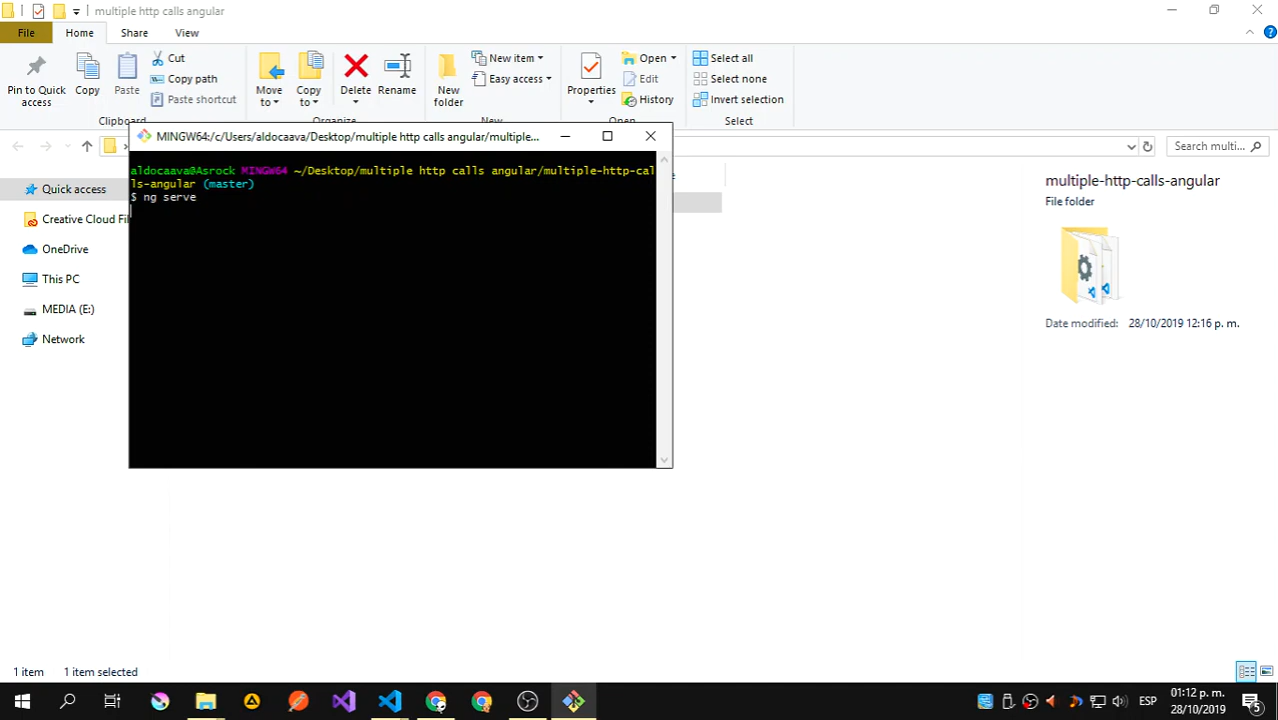 multiple http calls angular
File
Home
Share
View
Pin to Quick access
Copy
Paste
Cut
Copy path
Paste shortcut
Clipboard
Move to
Copy to
Delete
Rename
Organize
New folder
New item
Easy access
New
Properties
Open
Edit
History
Open
Select all
Select none
Invert selection
Select
Search multi...
MINGW64:/c/Users/aldocaava/Desktop/multiple http calls angular/multiple...
aldocaava@Asrock MINGW64 ~/Desktop/multiple http calls angular/multiple-http-cal
ls-angular (master)
$ ng serve
Quick access
Creative Cloud Fil
OneDrive
This PC
MEDIA (E:)
Network
multiple-http-calls-angular
File folder
Date modified: 28/10/2019 12:16 p. m.
1 item
1 item selected
ESP
01:12 p. m.
28/10/2019
5